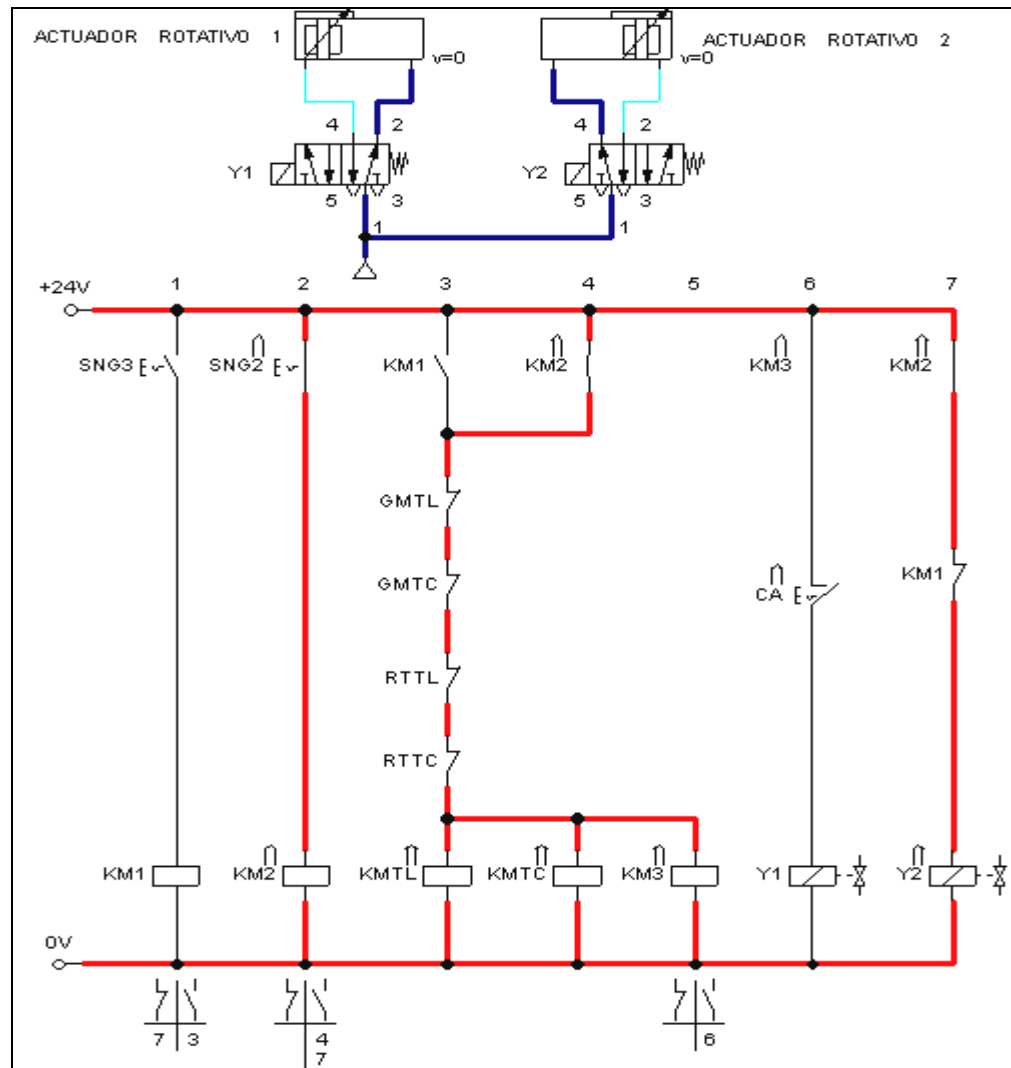 ACTUADOR ROTATIVO 1
ACTUADOR ROTATIVO 2
v=0
v=0
4 2
4 2
Y1
Y2
5 3
5 3
1
1
1 2 3 4 5 6 7
+24V
SNG3
SNG2
KM1
KM2
KM3
KM2
GMTL
GMTC
CA
KM1
RTTL
RTTC
KM1
KM2
KMTL
KMTC
KM3
Y1
Y2
0V
7 3
4
7
6